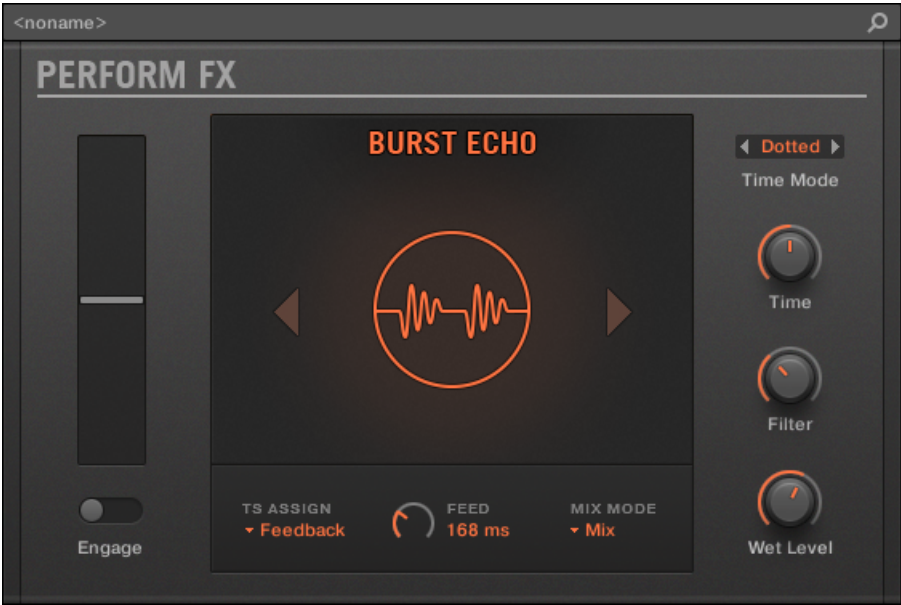 <noname>
PERFORM FX
BURST ECHO
Dotted
Time Mode
Time
Filter
Wet Level
TS ASSIGN
Feedback
FEED
168 ms
MIX MODE
Mix
Engage